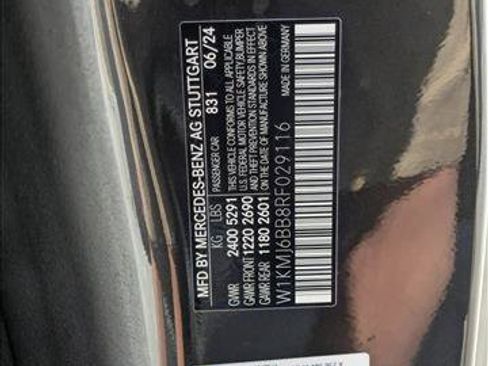 MFD BY MERCEDES-BENZ AG STUTTGART
PASSENGER CAR 831 06/24
KG / LBS
GVWR 2400 5291
GAWR FRONT 1220 2690
GAWR REAR 1180 2601
THIS VEHICLE CONFORMS TO ALL APPLICABLE
U.S. FEDERAL MOTOR VEHICLE SAFETY, BUMPER
AND THEFT PREVENTION STANDARDS IN EFFECT
ON THE DATE OF MANUFACTURE SHOWN ABOVE
W1KMJ6BB8RF029116
MADE IN GERMANY